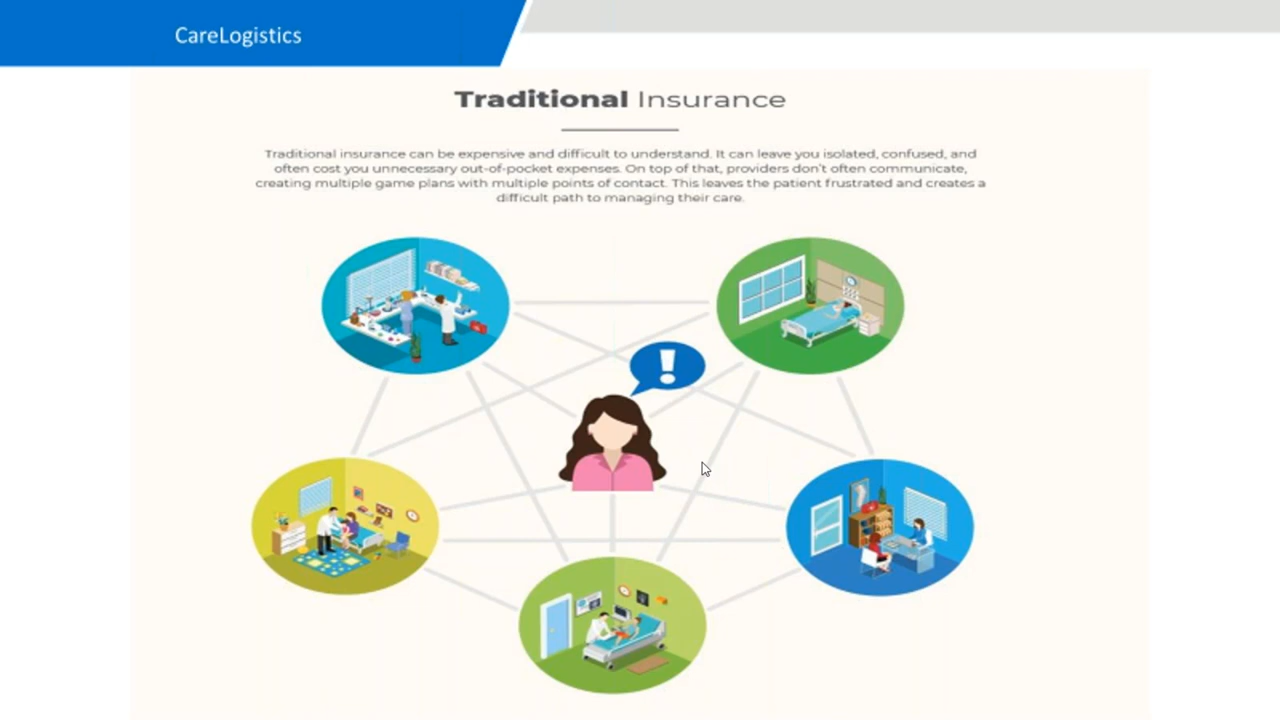 CareLogistics
Traditional Insurance
Traditional insurance can be expensive and difficult to understand. It can leave you isolated, confused, and
often cost you unnecessary out-of-pocket expenses. On top of that, providers don't often communicate,
creating multiple game plans with multiple points of contact. This leaves the patient frustrated and creates a
difficult path to managing their care.